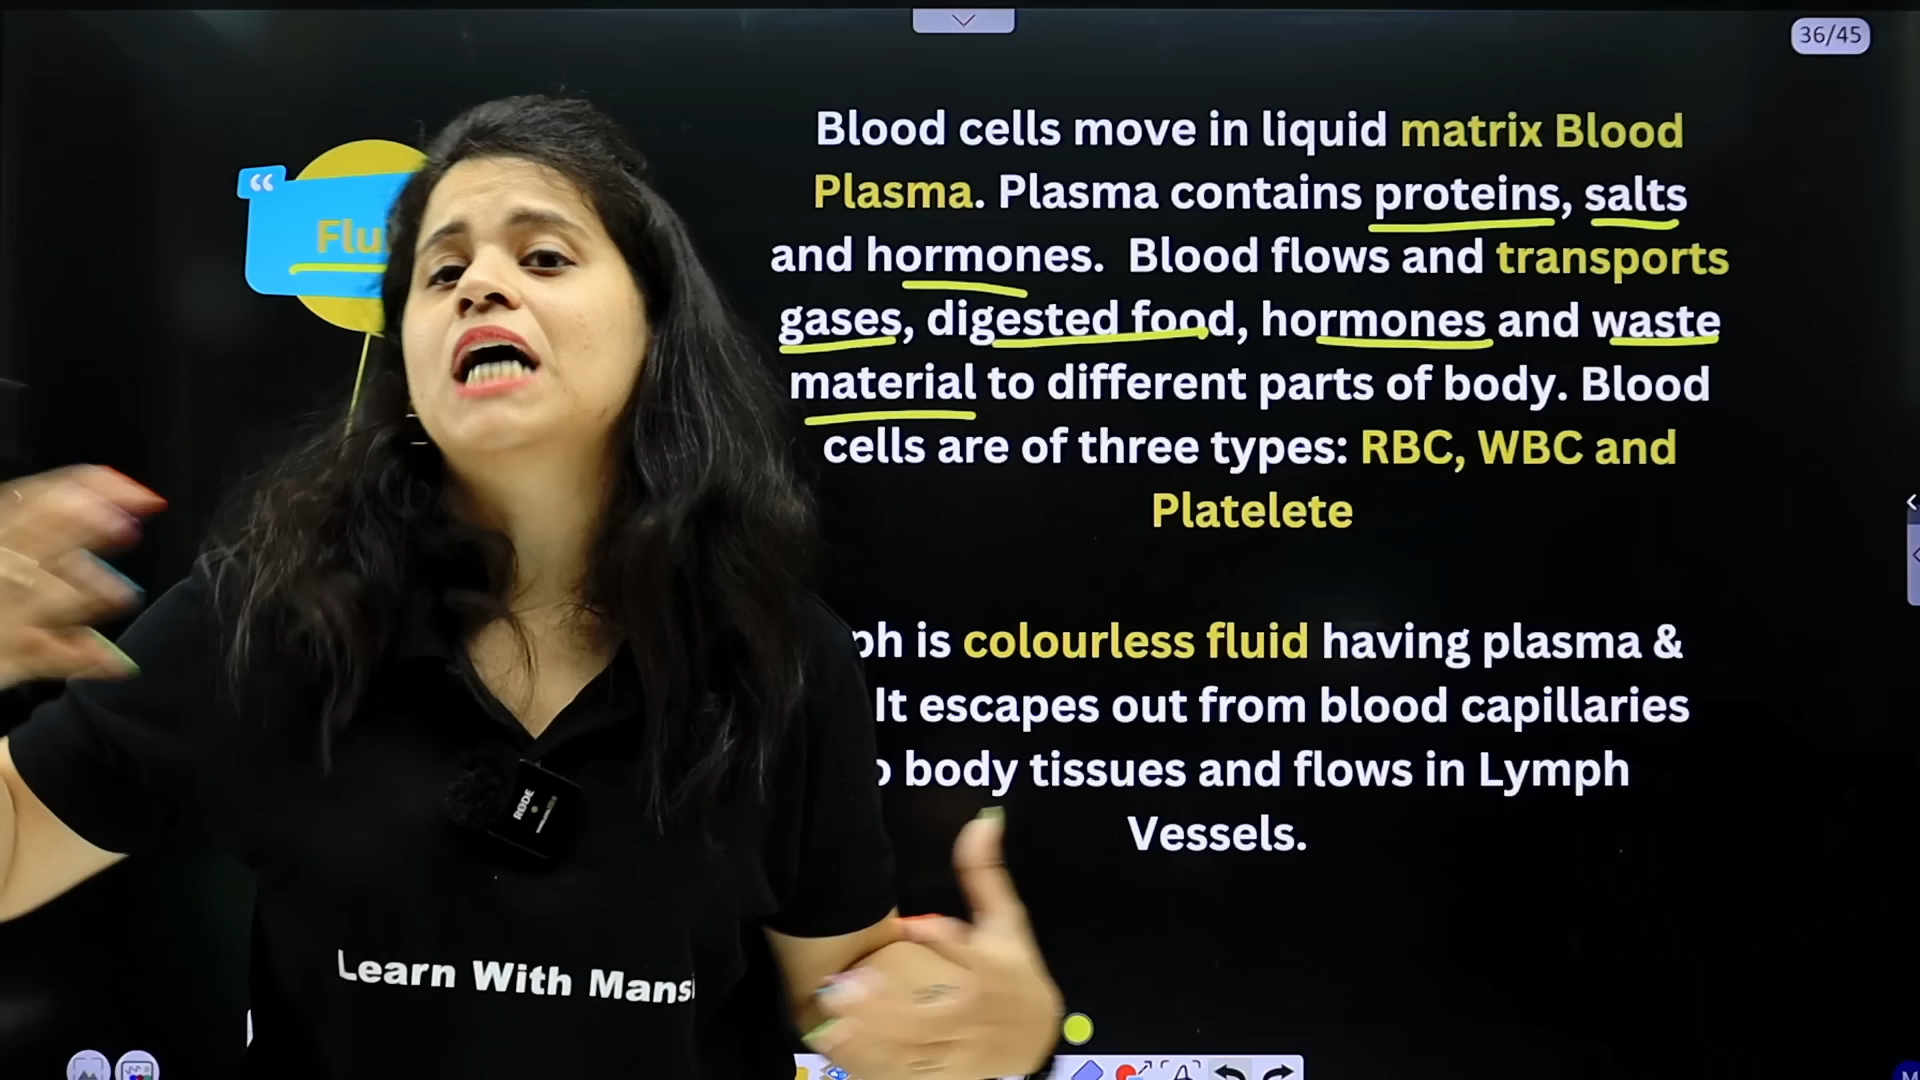 36/45
Blood cells move in liquid matrix Blood
Plasma. Plasma contains proteins, salts
and hormones. Blood flows and transports
gases, digested food, hormones and waste
material to different parts of body. Blood
cells are of three types: RBC, WBC and
Platelete
is colourless fluid having plasma &
It escapes out from blood capillaries
body tissues and flows in Lymph
Vessels.
RODE
Learn With Mansi